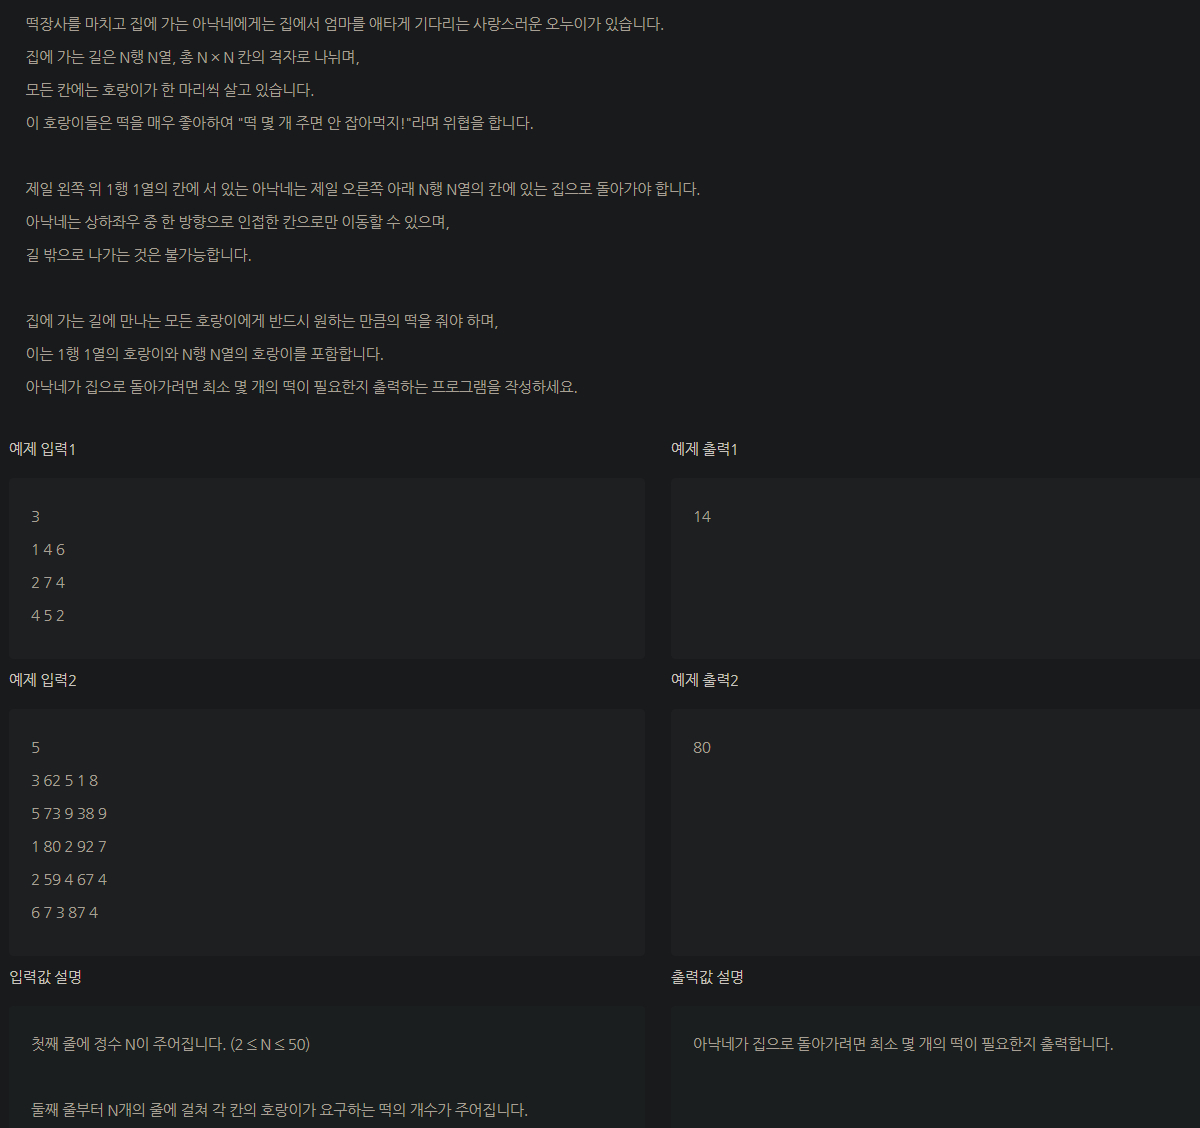 떡장사를 마치고 집에 가는 아낙네에게는 집에서 엄마를 애타게 기다리는 사랑스러운 오누이가 있습니다.
집에 가는 길은 N행 N열, 총 N × N 칸의 격자로 나뉘며,
모든 칸에는 호랑이가 한 마리씩 살고 있습니다.
이 호랑이들은 떡을 매우 좋아하여 "떡 몇 개 주면 안 잡아먹지!"라며 위협을 합니다.
제일 왼쪽 위 1행 1열의 칸에 서 있는 아낙네는 제일 오른쪽 아래 N행 N열의 칸에 있는 집으로 돌아가야 합니다.
아낙네는 상하좌우 중 한 방향으로 인접한 칸으로만 이동할 수 있으며,
길 밖으로 나가는 것은 불가능합니다.
집에 가는 길에 만나는 모든 호랑이에게 반드시 원하는 만큼의 떡을 줘야 하며,
이는 1행 1열의 호랑이와 N행 N열의 호랑이를 포함합니다.
아낙네가 집으로 돌아가려면 최소 몇 개의 떡이 필요한지 출력하는 프로그램을 작성하세요.
예제 입력1
3
1 4 6
2 7 4
4 5 2
예제 출력1
14
예제 입력2
5
3 62 5 1 8
5 73 9 38 9
1 80 2 92 7
2 59 4 67 4
6 7 3 87 4
예제 출력2
80
입력값 설명
첫째 줄에 정수 N이 주어집니다. (2 ≤ N ≤ 50)
둘째 줄부터 N개의 줄에 걸쳐 각 칸의 호랑이가 요구하는 떡의 개수가 주어집니다.
출력값 설명
아낙네가 집으로 돌아가려면 최소 몇 개의 떡이 필요한지 출력합니다.